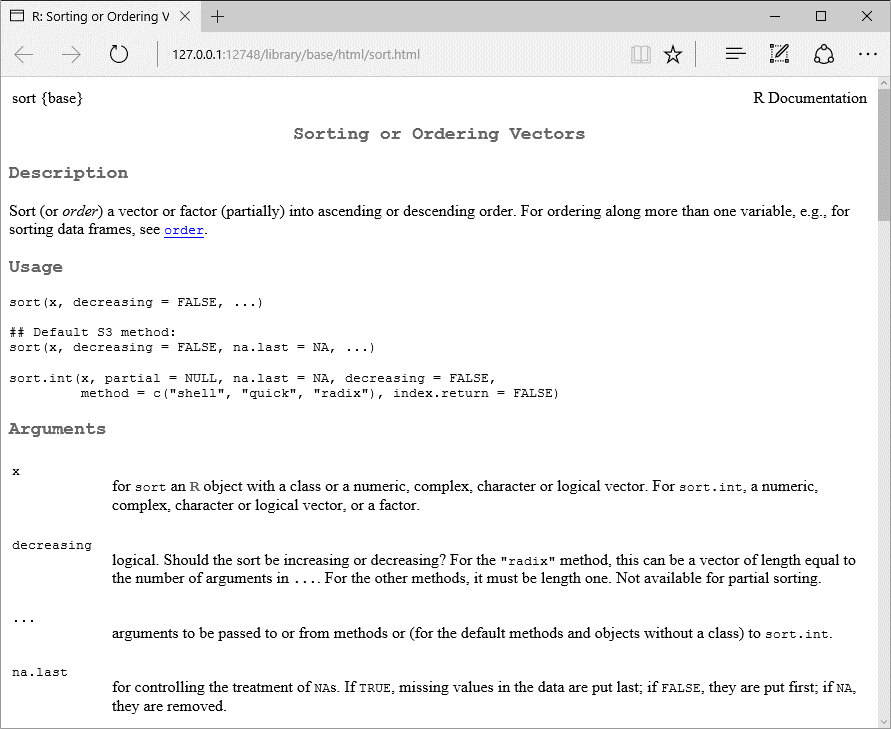 R: Sorting or Ordering V
127.0.0.1:12748/library/base/html/sort.html
sort {base}
R Documentation
Sorting or Ordering Vectors
Description
Sort (or order) a vector or factor (partially) into ascending or descending order. For ordering along more than one variable, e.g., for
sorting data frames, see order.
Usage
sort(x, decreasing = FALSE, ...)
## Default S3 method:
sort(x, decreasing = FALSE, na.last = NA, ...)
sort.int(x, partial = NULL, na.last = NA, decreasing = FALSE,
method = c("shell", "quick", "radix"), index.return = FALSE)
Arguments
x
for sort an R object with a class or a numeric, complex, character or logical vector. For sort.int, a numeric,
complex, character or logical vector, or a factor.
decreasing
logical. Should the sort be increasing or decreasing? For the "radix" method, this can be a vector of length equal to
the number of arguments in .... For the other methods, it must be length one. Not available for partial sorting.
...
arguments to be passed to or from methods or (for the default methods and objects without a class) to sort.int.
na.last
for controlling the treatment of NAs. If TRUE, missing values in the data are put last; if FALSE, they are put first; if NA,
they are removed.